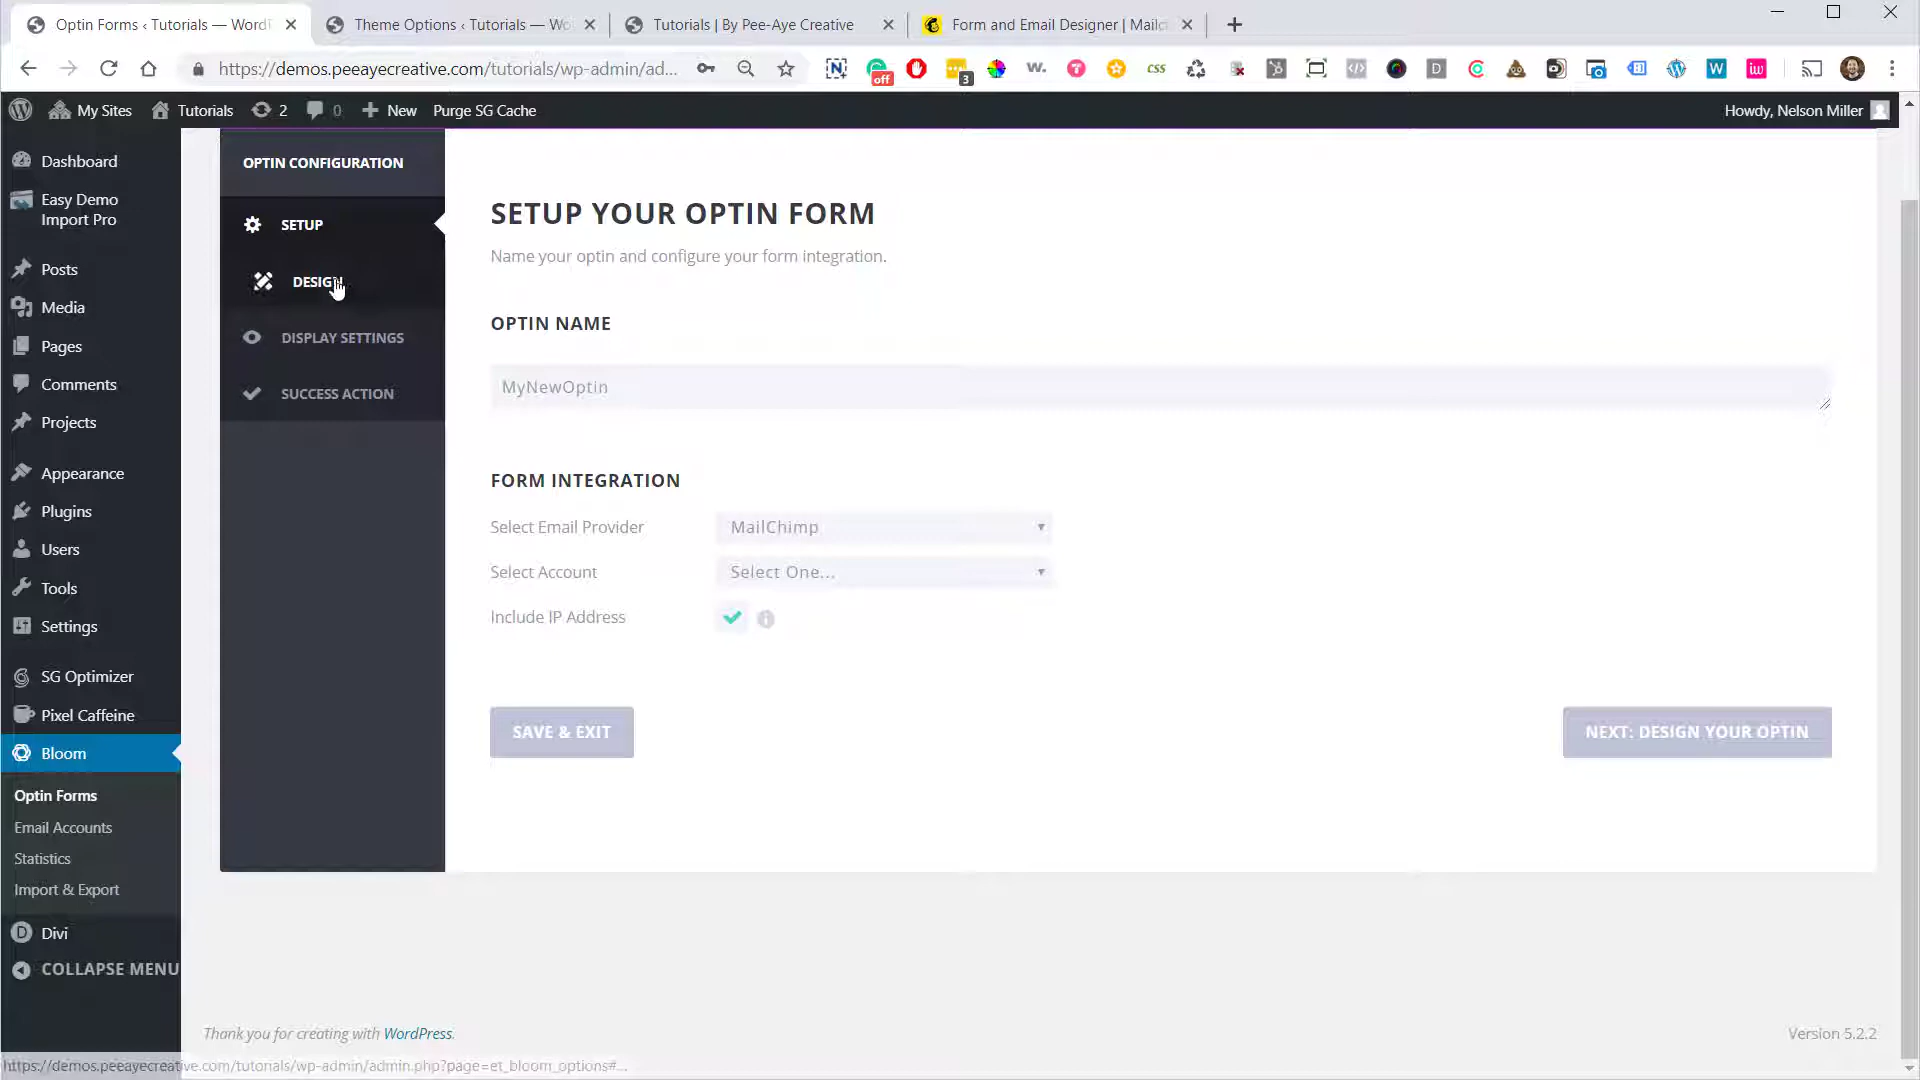 Optin Forms ‹ Tutorials — WordP
Theme Options ‹ Tutorials — Wo
Tutorials | By Pee-Aye Creative
Form and Email Designer | Mailc
https://demos.peeayecreative.com/tutorials/wp-admin/ad...
off
3
w.
T
css
D
W
iw
My Sites
Tutorials
2
0
New
Purge SG Cache
Howdy, Nelson Miller
Dashboard
Easy Demo
Import Pro
Posts
Media
Pages
Comments
Projects
Appearance
Plugins
Users
Tools
Settings
SG Optimizer
Pixel Caffeine
Bloom
Optin Forms
Email Accounts
Statistics
Import & Export
D
Divi
COLLAPSE MENU
OPTIN CONFIGURATION
SETUP
DESIGN
DISPLAY SETTINGS
SUCCESS ACTION
SETUP YOUR OPTIN FORM
Name your optin and configure your form integration.
OPTIN NAME
MyNewOptin
FORM INTEGRATION
Select Email Provider
MailChimp
Select Account
Select One...
Include IP Address
SAVE & EXIT
NEXT: DESIGN YOUR OPTIN
Thank you for creating with WordPress.
Version 5.2.2
https://demos.peeayecreative.com/tutorials/wp-admin/admin.php?page=et_bloom_options#...